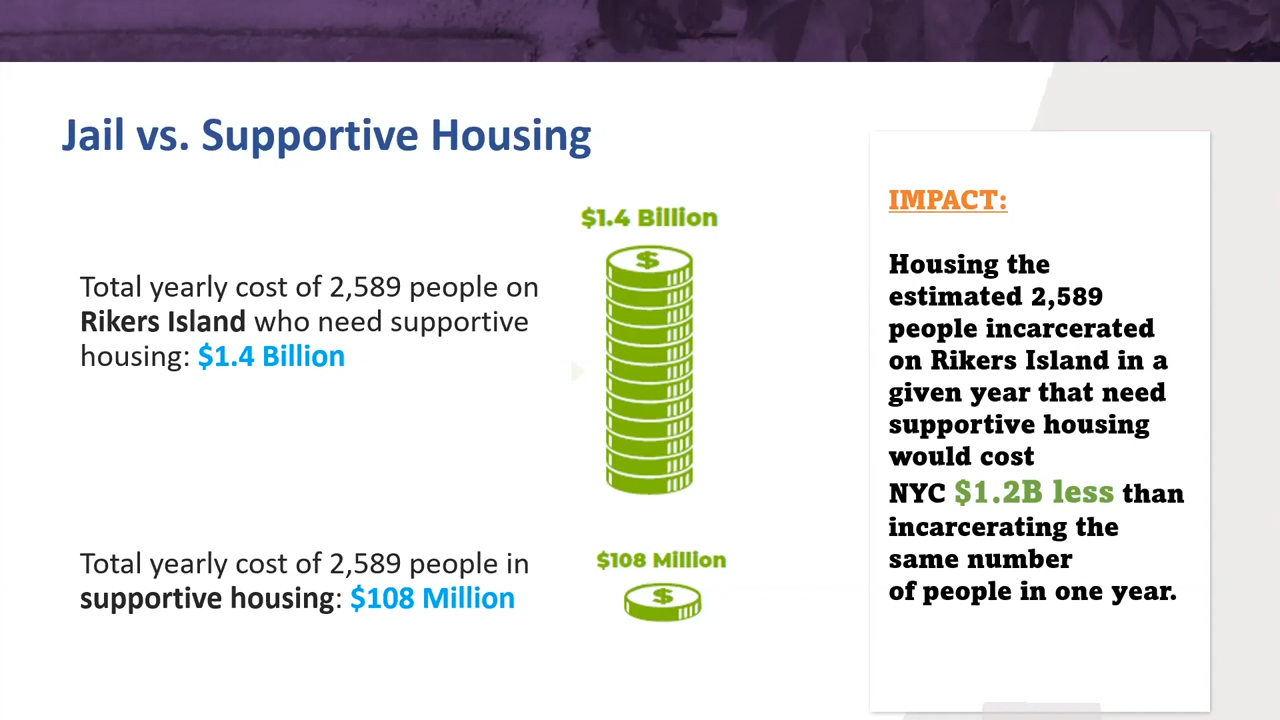 Jail vs. Supportive Housing
Total yearly cost of 2,589 people on
Rikers Island who need supportive
housing: $1.4 Billion
$1.4 Billion
$
Total yearly cost of 2,589 people in
supportive housing: $108 Million
$108 Million
$
IMPACT:
Housing the
estimated 2,589
people incarcerated
on Rikers Island in a
given year that need
supportive housing
would cost
NYC $1.2B less than
incarcerating the
same number
of people in one year.